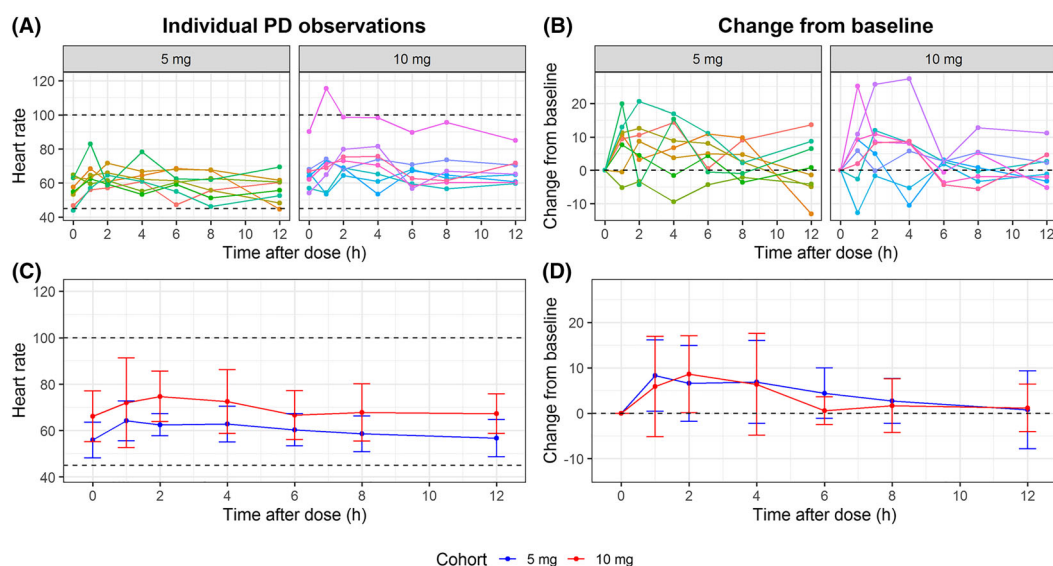 (A) Individual PD observations
5 mg 10 mg
Heart rate
120
100
80
60
40
0 2 4 6 8 10 12 0 2 4 6 8 10 12
Time after dose (h)
(B) Change from baseline
5 mg 10 mg
Change from baseline
20
10
0
-10
0 2 4 6 8 10 12 0 2 4 6 8 10 12
Time after dose (h)
(C)
Heart rate
120
100
80
60
40
0 2 4 6 8 10 12
Time after dose (h)
(D)
Change from baseline
20
10
0
-10
0 2 4 6 8 10 12
Time after dose (h)
Cohort 5 mg 10 mg